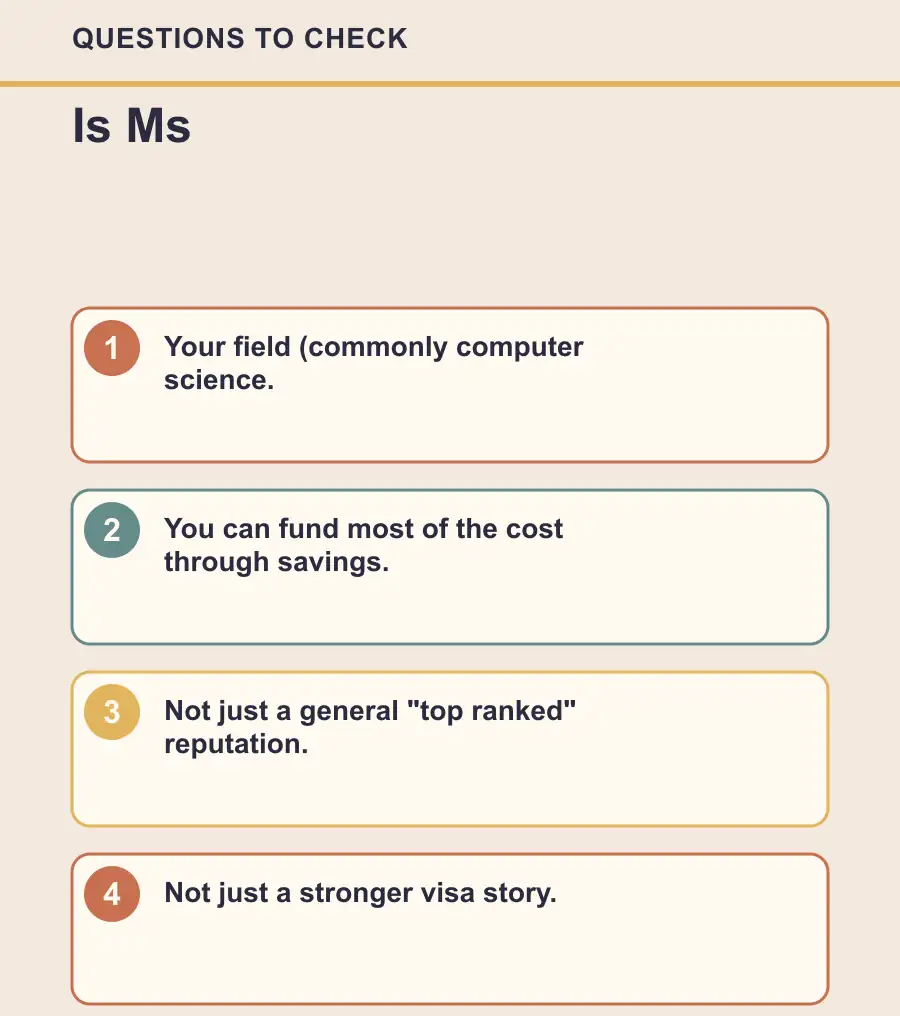 QUESTIONS TO CHECK
Is Ms
1
Your field (commonly computer
science.
2
You can fund most of the cost
through savings.
3
Not just a general "top ranked"
reputation.
4
Not just a stronger visa story.